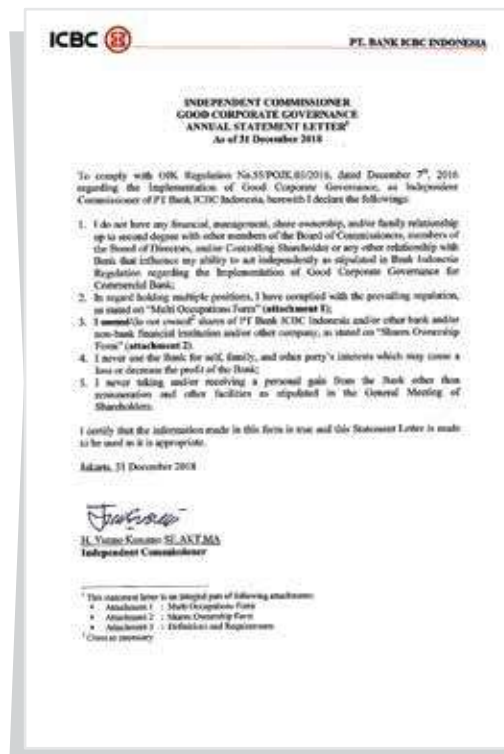 ICBC
PT. BANK ICBC INDONESIA
INDEPENDENT COMMISSIONER
GOOD CORPORATE GOVERNANCE
ANNUAL STATEMENT LETTER¹
As of 31 December 2018
To comply with OJK Regulation No.55/POJK.03/2016, dated December 7th, 2016
regarding the Implementation of Good Corporate Governance, as Independent
Commissioner of PT Bank ICBC Indonesia, herewith I declare the followings:
1. I do not have any financial, management, share ownership, and/or family relationship
up to second degree with other members of the Board of Commissioners, members of
the Board of Directors, and/or Controlling Shareholder or any other relationship with
Bank that influence my ability to act independently as stipulated in Bank Indonesia
Regulation regarding the Implementation of Good Corporate Governance for
Commercial Bank;
2. In regard holding multiple positions, I have complied with the prevailing regulation,
as stated on "Multi Occupations Form" (attachment 1);
3. I owned/do not owned² shares of PT Bank ICBC Indonesia and/or other bank and/or
non-bank financial institution and/or other company, as stated on "Shares Ownership
Form" (attachment 2).
4. I never use the Bank for self, family, and other party's interests which may cause a
loss or decrease the profit of the Bank;
5. I never taking and/or receiving a personal gain from the Bank other than
remuneration and other facilities as stipulated in the General Meeting of
Shareholders.
I certify that the information made in this form is true and this Statement Letter is made
to be used as it is appropriate.
Jakarta, 31 December 2018
H. Yunno Kusumo SE.AKT.MA
Independent Commissioner
¹ This statement letter is an integral part of following attachments:
• Attachment 1 : Multi Occupations Form
• Attachment 2 : Shares Ownership Form
• Attachment 3 : Definitions and Requirements
² Cross as necessary